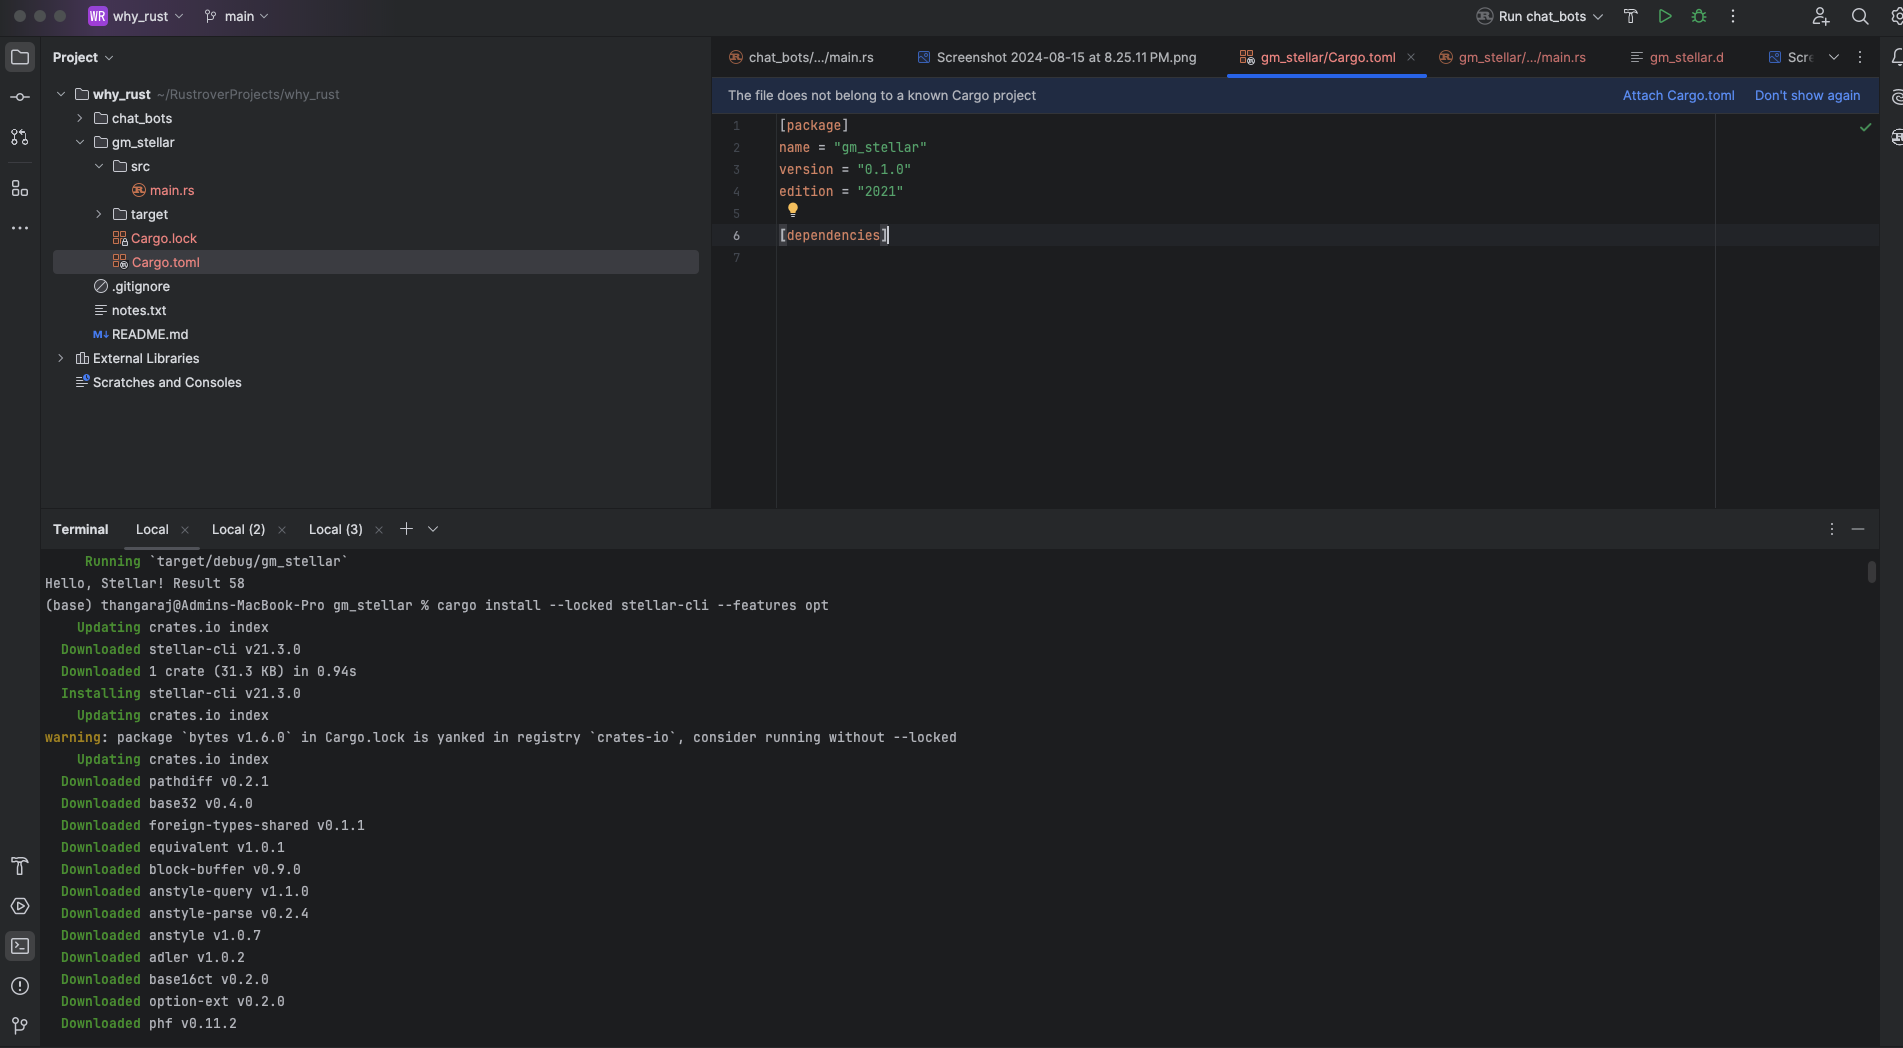 WR why_rust main Run chat_bots
Project
chat_bots/.../main.rs Screenshot 2024-08-15 at 8.25.11 PM.png gm_stellar/Cargo.toml gm_stellar/.../main.rs gm_stellar.d Scre
The file does not belong to a known Cargo project Attach Cargo.toml Don't show again
why_rust ~/RustroverProjects/why_rust
chat_bots
gm_stellar
src
main.rs
target
Cargo.lock
Cargo.toml
.gitignore
notes.txt
M↓ README.md
External Libraries
Scratches and Consoles
1 [package]
2 name = "gm_stellar"
3 version = "0.1.0"
4 edition = "2021"
5
6 [dependencies]
7
Terminal Local Local (2) Local (3)
Running `target/debug/gm_stellar`
Hello, Stellar! Result 58
(base) thangaraj@Admins-MacBook-Pro gm_stellar % cargo install --locked stellar-cli --features opt
Updating crates.io index
Downloaded stellar-cli v21.3.0
Downloaded 1 crate (31.3 KB) in 0.94s
Installing stellar-cli v21.3.0
Updating crates.io index
warning: package `bytes v1.6.0` in Cargo.lock is yanked in registry `crates-io`, consider running without --locked
Updating crates.io index
Downloaded pathdiff v0.2.1
Downloaded base32 v0.4.0
Downloaded foreign-types-shared v0.1.1
Downloaded equivalent v1.0.1
Downloaded block-buffer v0.9.0
Downloaded anstyle-query v1.1.0
Downloaded anstyle-parse v0.2.4
Downloaded anstyle v1.0.7
Downloaded adler v1.0.2
Downloaded base16ct v0.2.0
Downloaded option-ext v0.2.0
Downloaded phf v0.11.2